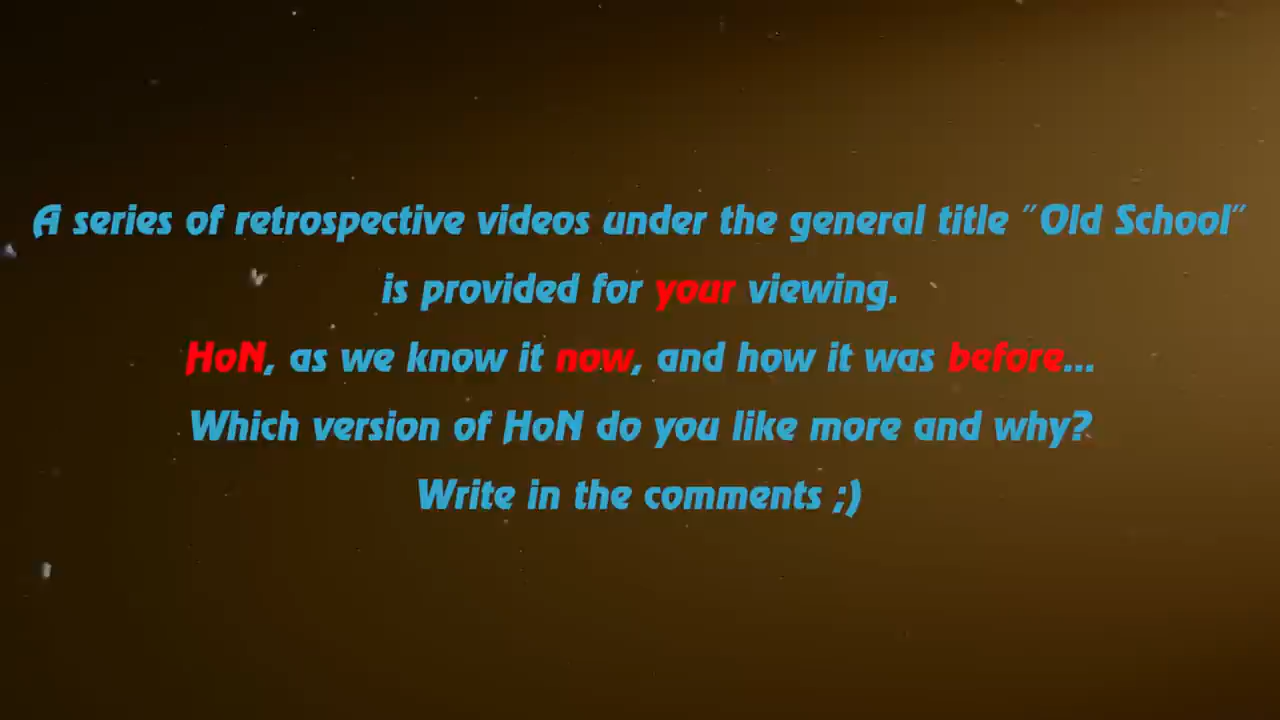 A series of retrospective videos under the general title "Old School"
is provided for your viewing.
HoN, as we know it now, and how it was before...
Which version of HoN do you like more and why?
Write in the comments ;)